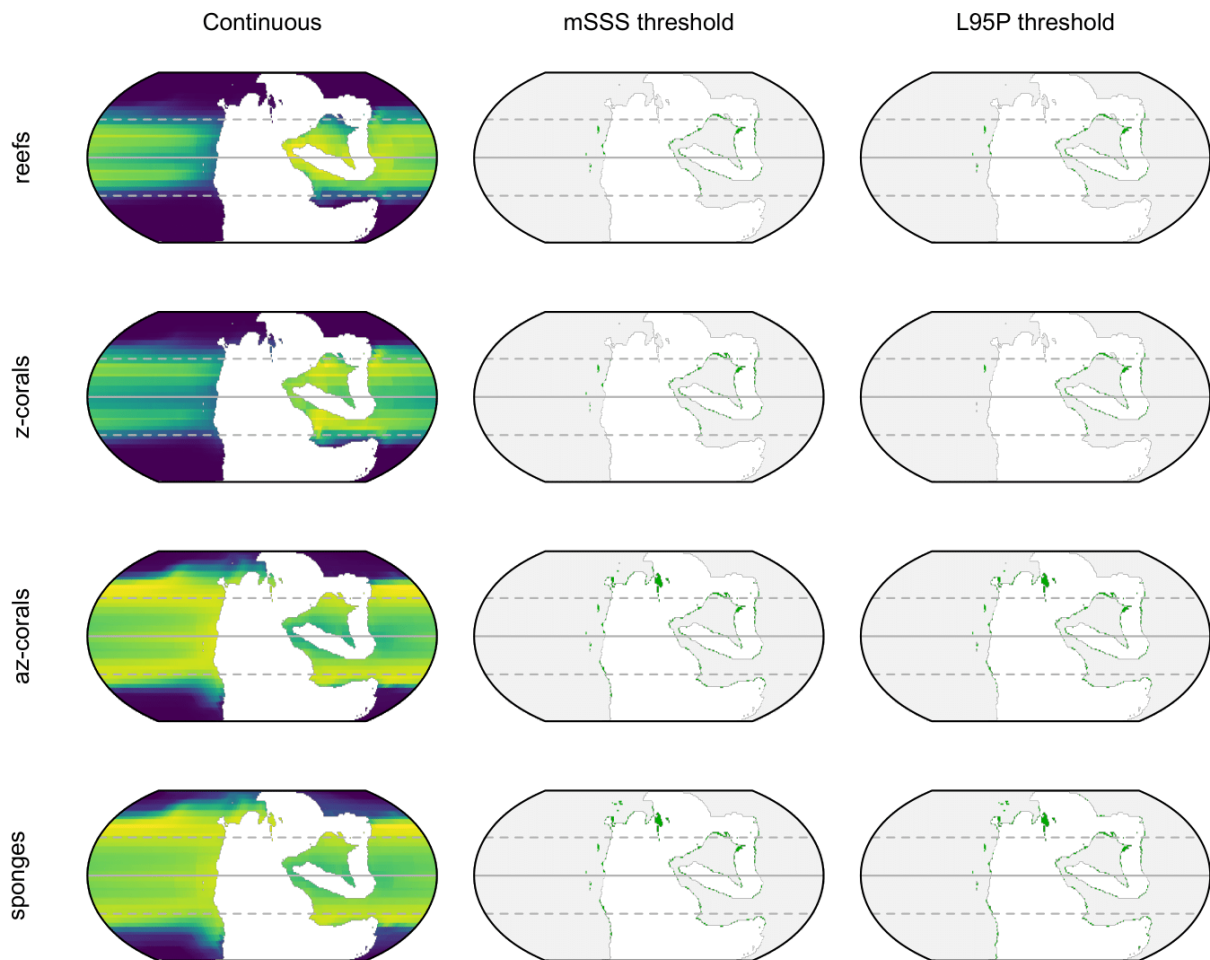 Continuous mSSS threshold L95P threshold
reefs
z-corals
az-corals
sponges